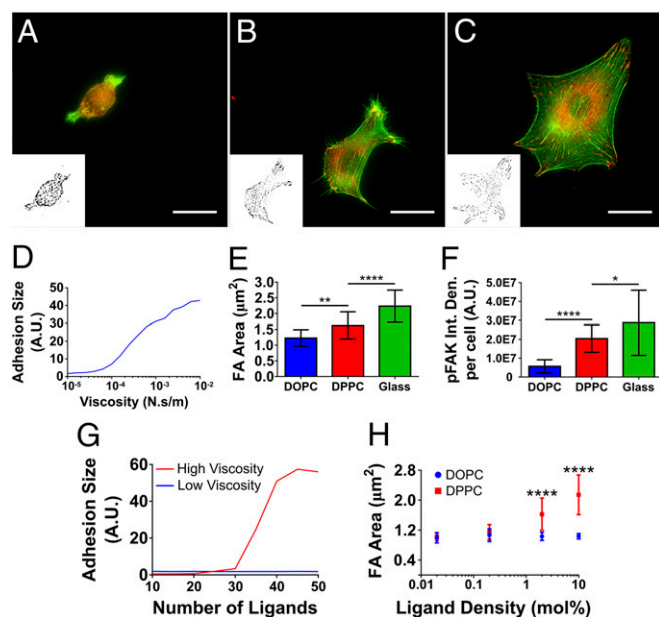 A
B
C
D
Adhesion Size
(A.U.)
50
40
30
20
10
0
10⁻⁵
10⁻⁴
10⁻³
10⁻²
Viscosity (N.s/m)
E
FA Area (μm²)
3.0
2.5
2.0
1.5
1.0
0.5
0.0
**
****
DOPC
DPPC
Glass
F
pFAK Int. Den.
per cell (A.U.)
5.0E7
4.0E7
3.0E7
2.0E7
1.0E7
0
****
*
DOPC
DPPC
Glass
G
Adhesion Size
(A.U.)
60
40
20
0
High Viscosity
Low Viscosity
10
20
30
40
50
Number of Ligands
H
FA Area (μm²)
2.8
2.2
1.6
1.0
0.4
DOPC
DPPC
****
****
0.01
0.1
1
10
Ligand Density (mol%)